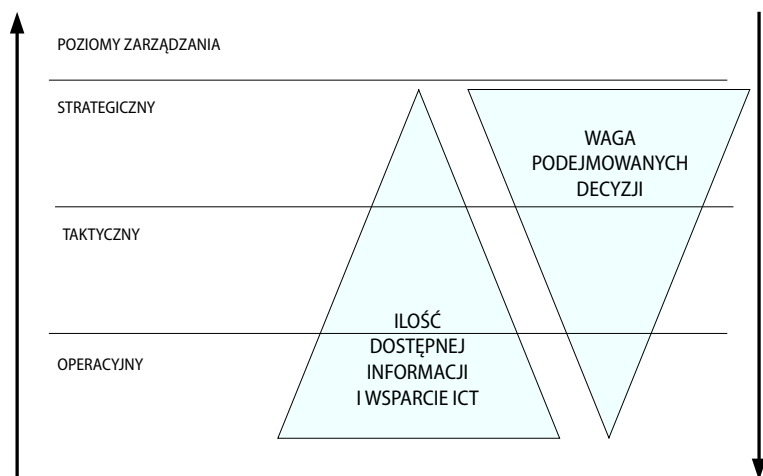 POZIOMY ZARZĄDZANIA
STRATEGICZNY
WAGA
PODEJMOWANYCH
DECYZJI
TAKTYCZNY
ILOŚĆ
DOSTĘPNEJ
INFORMACJI
I WSPARCIE ICT
OPERACYJNY